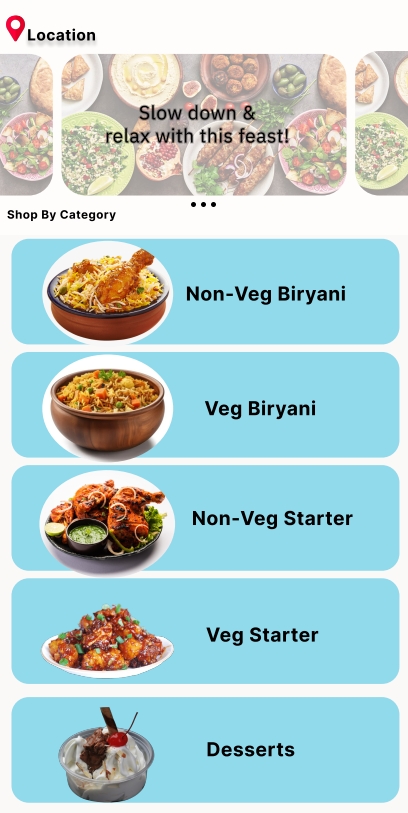 Location
Slow down &
relax with this feast!
Shop By Category
Non-Veg Biryani
Veg Biryani
Non-Veg Starter
Veg Starter
Desserts